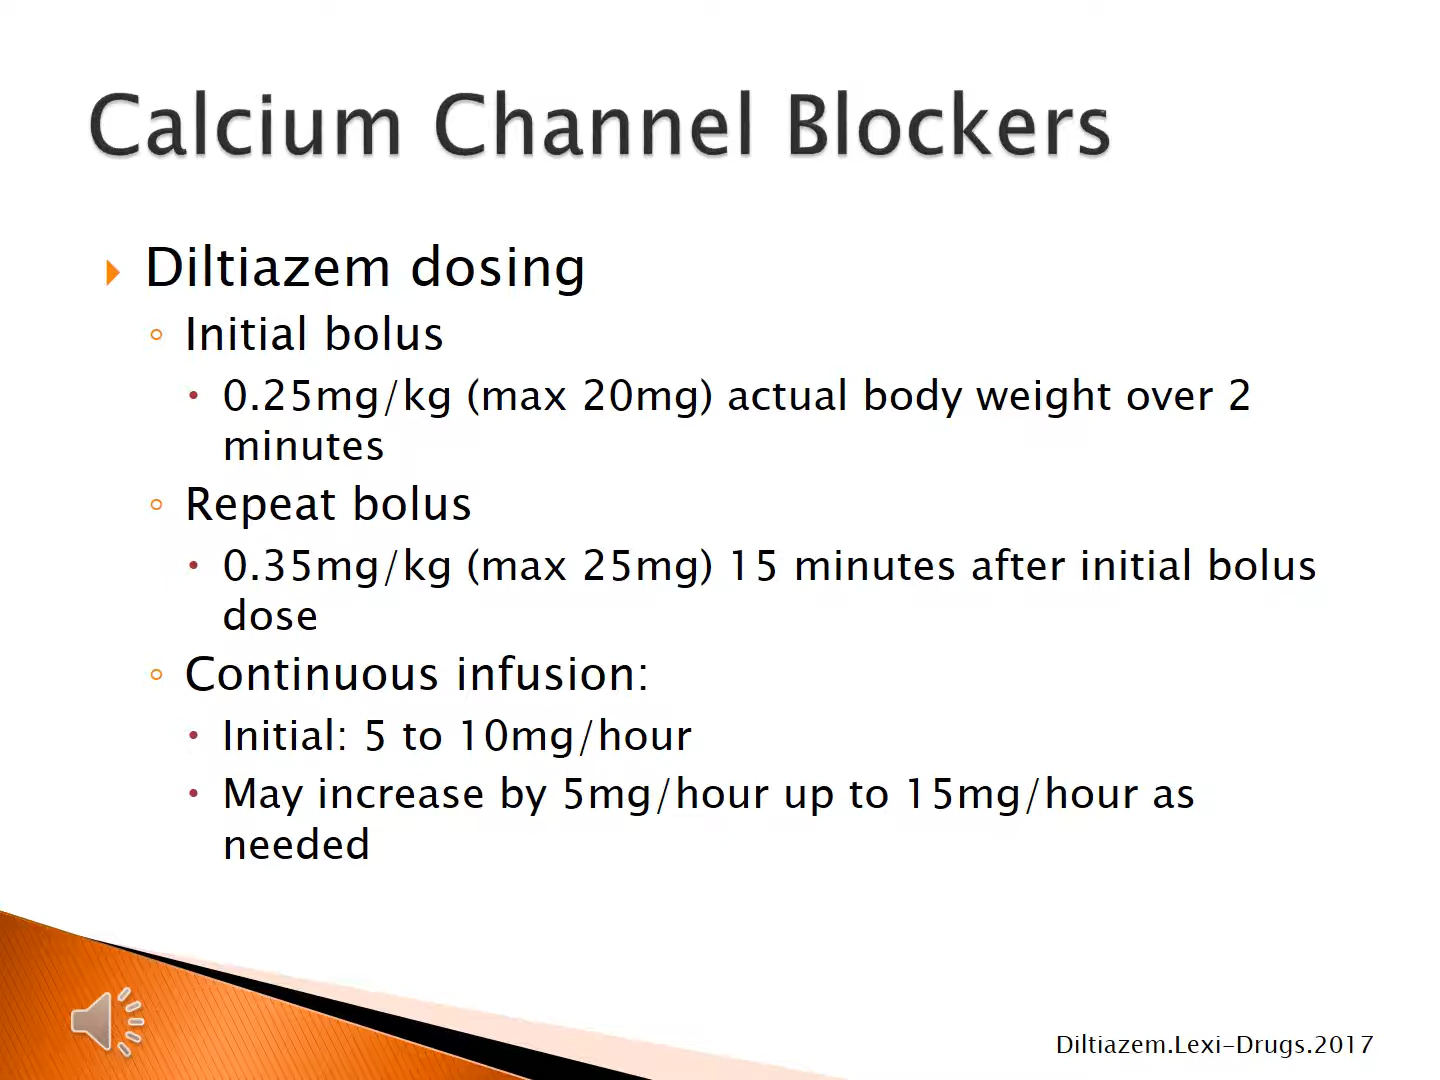 Calcium Channel Blockers
Diltiazem dosing
Initial bolus
0.25mg/kg (max 20mg) actual body weight over 2
minutes
Repeat bolus
0.35mg/kg (max 25mg) 15 minutes after initial bolus
dose
Continuous infusion:
Initial: 5 to 10mg/hour
May increase by 5mg/hour up to 15mg/hour as
needed
Diltiazem.Lexi-Drugs.2017